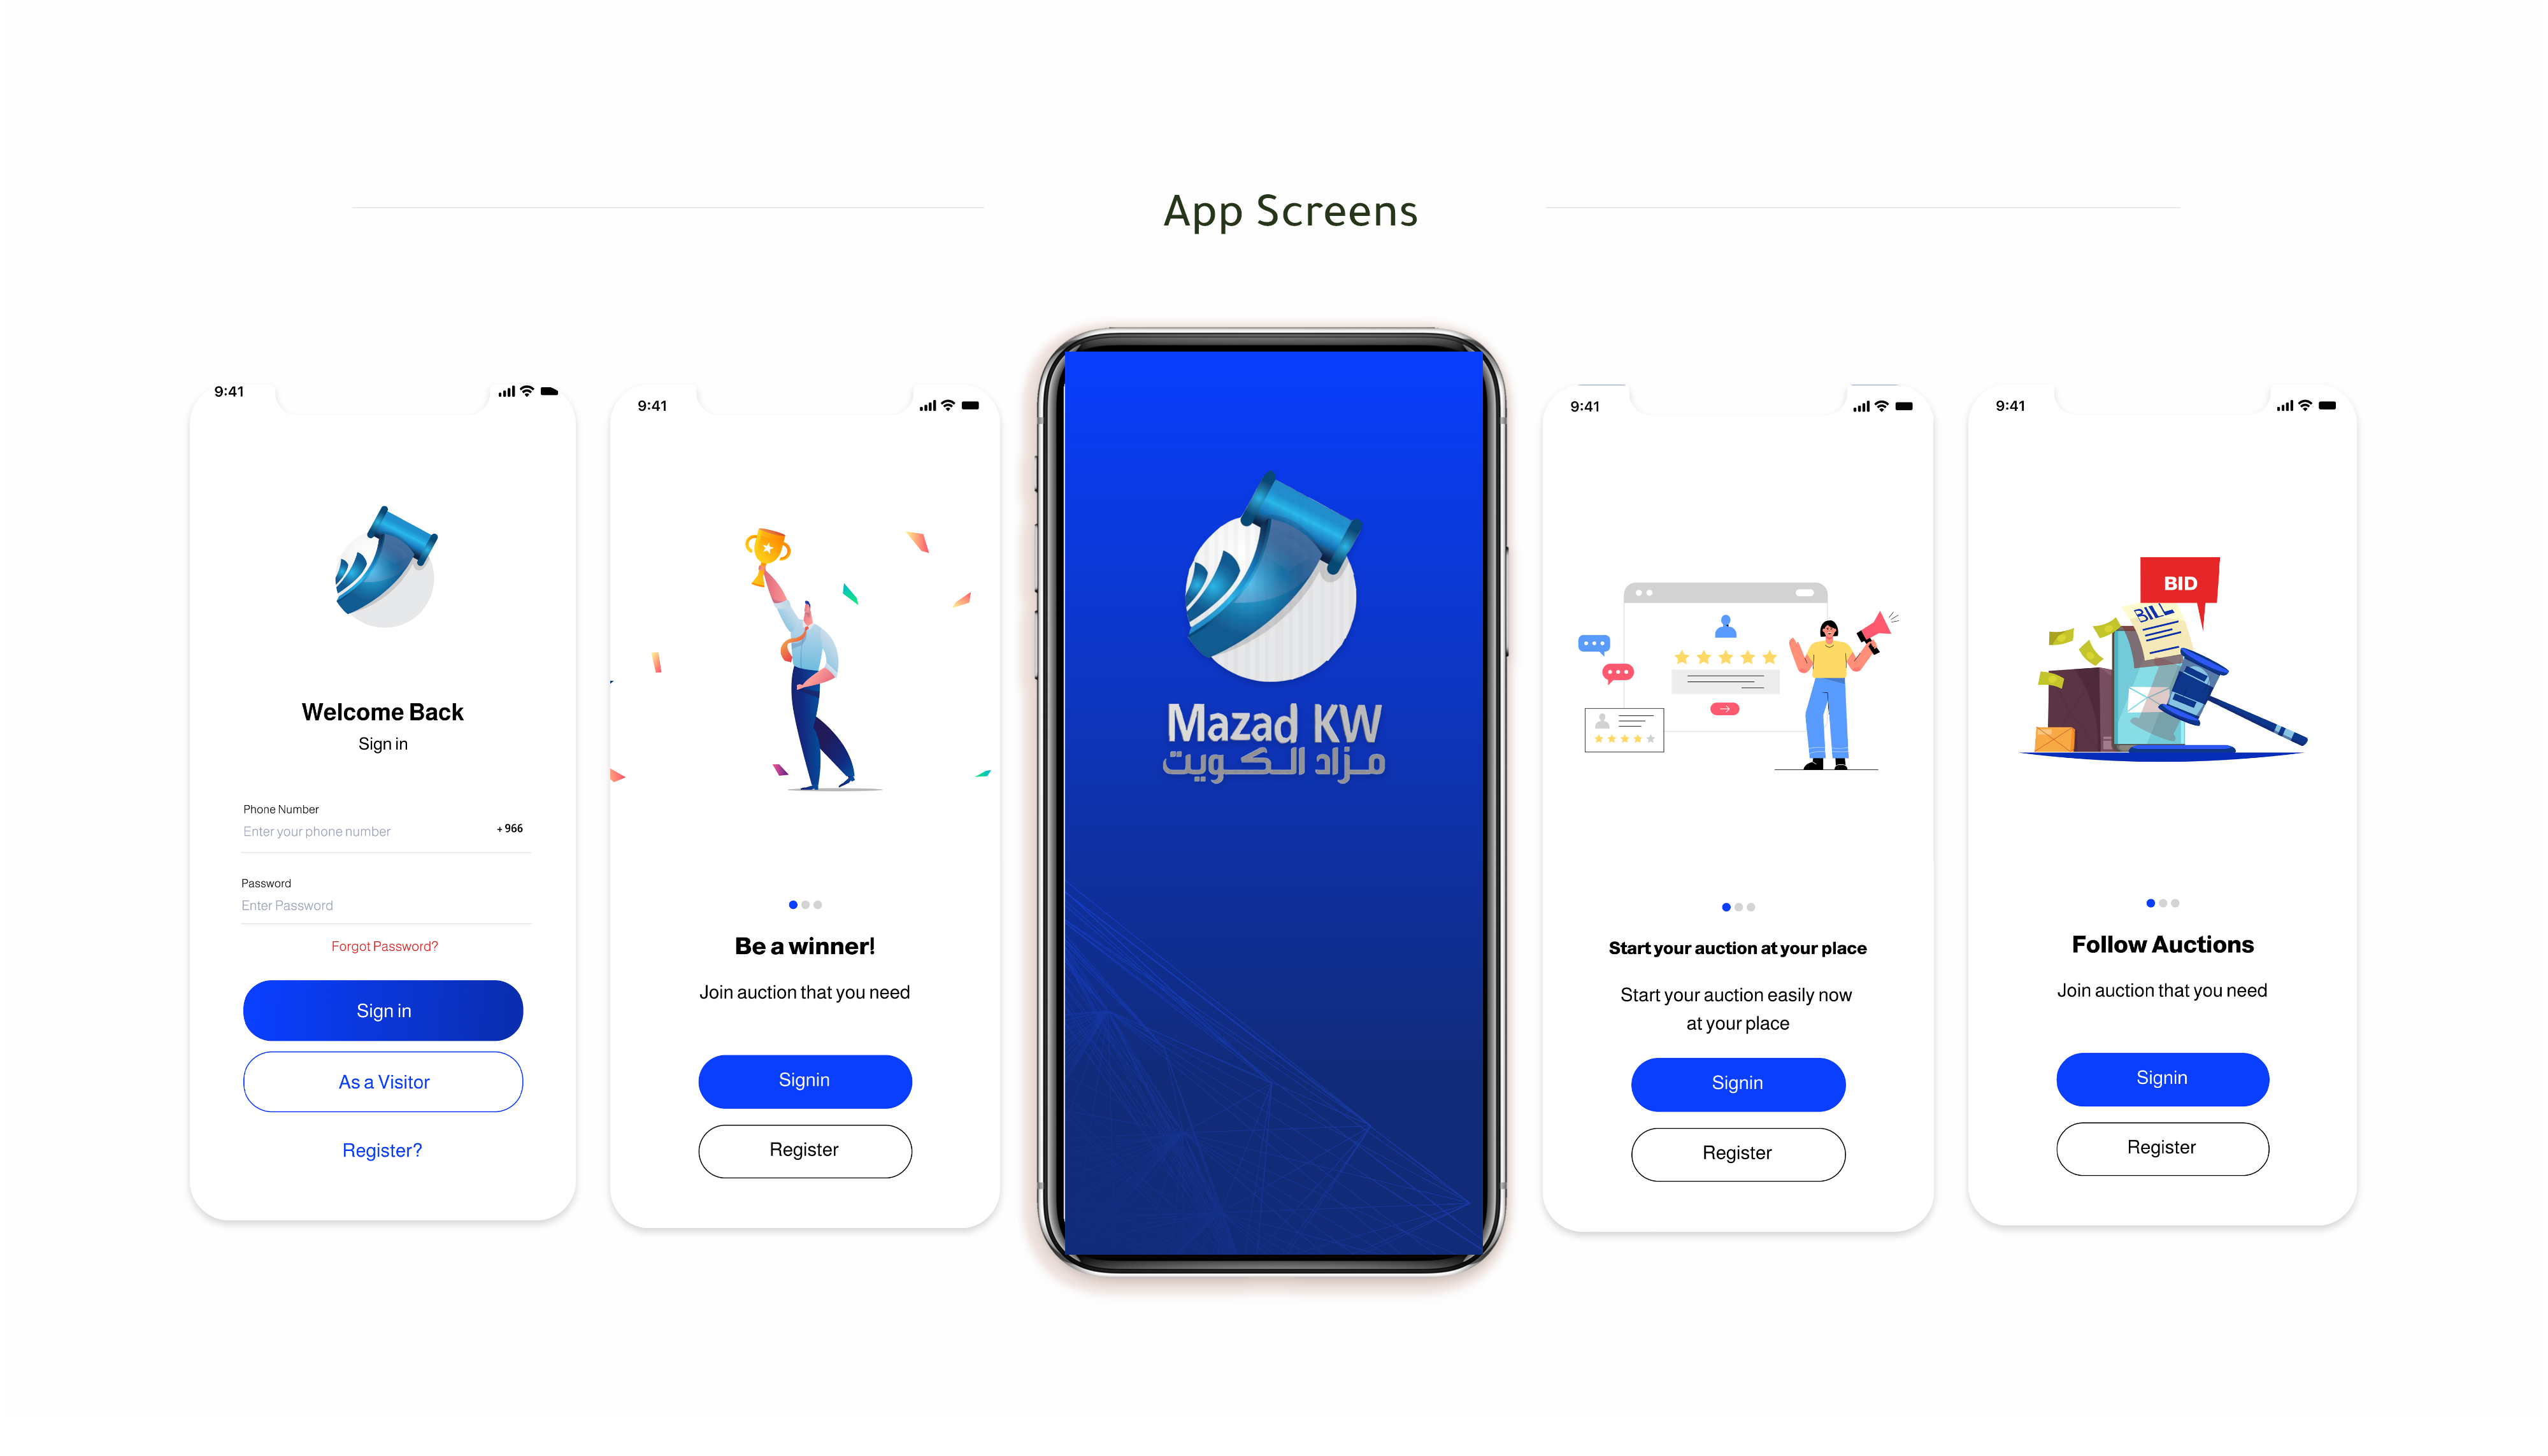 App Screens
9:41
Welcome Back
Sign in
Phone Number
Enter your phone number
+ 966
Password
Enter Password
Forgot Password?
Sign in
As a Visitor
Register?
9:41
Be a winner!
Join auction that you need
Signin
Register
Mazad KW
مزاد الكويت
9:41
Start your auction at your place
Start your auction easily now
at your place
Signin
Register
9:41
BID
BILL
Follow Auctions
Join auction that you need
Signin
Register